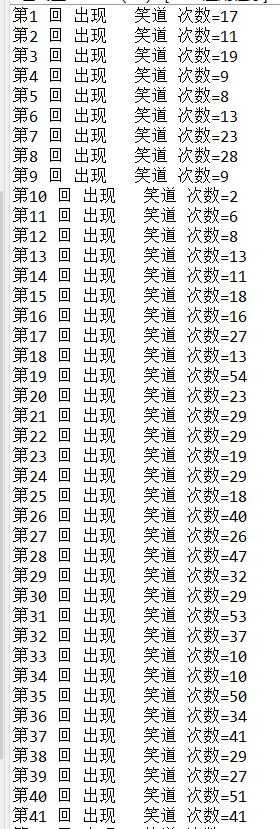 第1 回 出现   笑道 次数=17
第2 回 出现   笑道 次数=11
第3 回 出现   笑道 次数=19
第4 回 出现   笑道 次数=9
第5 回 出现   笑道 次数=8
第6 回 出现   笑道 次数=13
第7 回 出现   笑道 次数=23
第8 回 出现   笑道 次数=28
第9 回 出现   笑道 次数=9
第10 回 出现   笑道 次数=2
第11 回 出现   笑道 次数=6
第12 回 出现   笑道 次数=8
第13 回 出现   笑道 次数=13
第14 回 出现   笑道 次数=11
第15 回 出现   笑道 次数=18
第16 回 出现   笑道 次数=16
第17 回 出现   笑道 次数=27
第18 回 出现   笑道 次数=13
第19 回 出现   笑道 次数=54
第20 回 出现   笑道 次数=23
第21 回 出现   笑道 次数=29
第22 回 出现   笑道 次数=29
第23 回 出现   笑道 次数=19
第24 回 出现   笑道 次数=29
第25 回 出现   笑道 次数=18
第26 回 出现   笑道 次数=40
第27 回 出现   笑道 次数=26
第28 回 出现   笑道 次数=47
第29 回 出现   笑道 次数=32
第30 回 出现   笑道 次数=29
第31 回 出现   笑道 次数=53
第32 回 出现   笑道 次数=37
第33 回 出现   笑道 次数=10
第34 回 出现   笑道 次数=10
第35 回 出现   笑道 次数=50
第36 回 出现   笑道 次数=34
第37 回 出现   笑道 次数=41
第38 回 出现   笑道 次数=29
第39 回 出现   笑道 次数=27
第40 回 出现   笑道 次数=51
第41 回 出现   笑道 次数=41